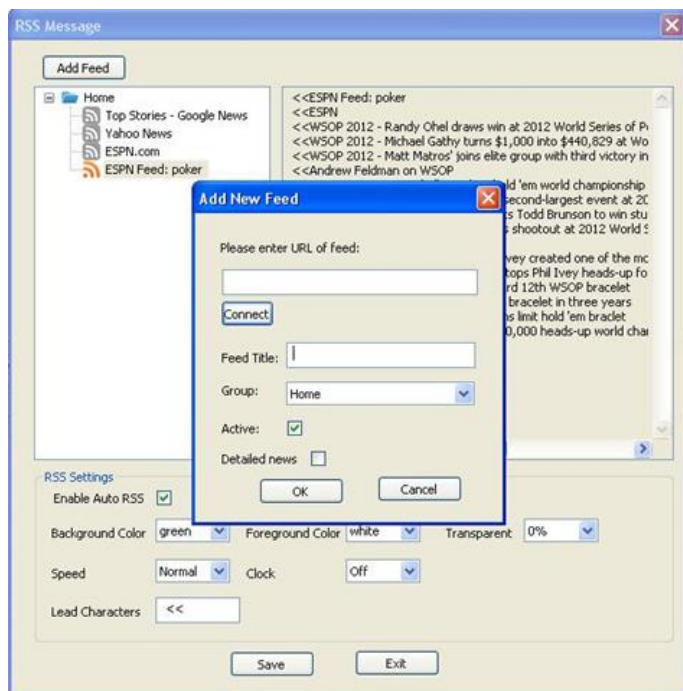 RSS Message
Add Feed
Home
Top Stories - Google News
Yahoo News
ESPN.com
ESPN Feed: poker
<<ESPN Feed: poker
<<ESPN
<<WSOP 2012 - Randy Ohel draws win at 2012 World Series of P
<<WSOP 2012 - Michael Gathy turns $1,000 into $440,829 at Wo
<<WSOP 2012 - Matt Matros' joins elite group with third victory in
<<Andrew Feldman on WSOP
ld 'em world championship
second-largest event at 20
s Todd Brunson to win stu
s shootout at 2012 World S
vey created one of the mo
tops Phil Ivey heads-up fo
rd 12th WSOP bracelet
bracelet in three years
ns limit hold 'em braclet
0,000 heads-up world cha
Add New Feed
Please enter URL of feed:
Connect
Feed Title:
Group: Home
Active:
Detailed news
OK Cancel
RSS Settings
Enable Auto RSS
Background Color green Foreground Color white Transparent 0%
Speed Normal Clock Off
Lead Characters <<
Save Exit